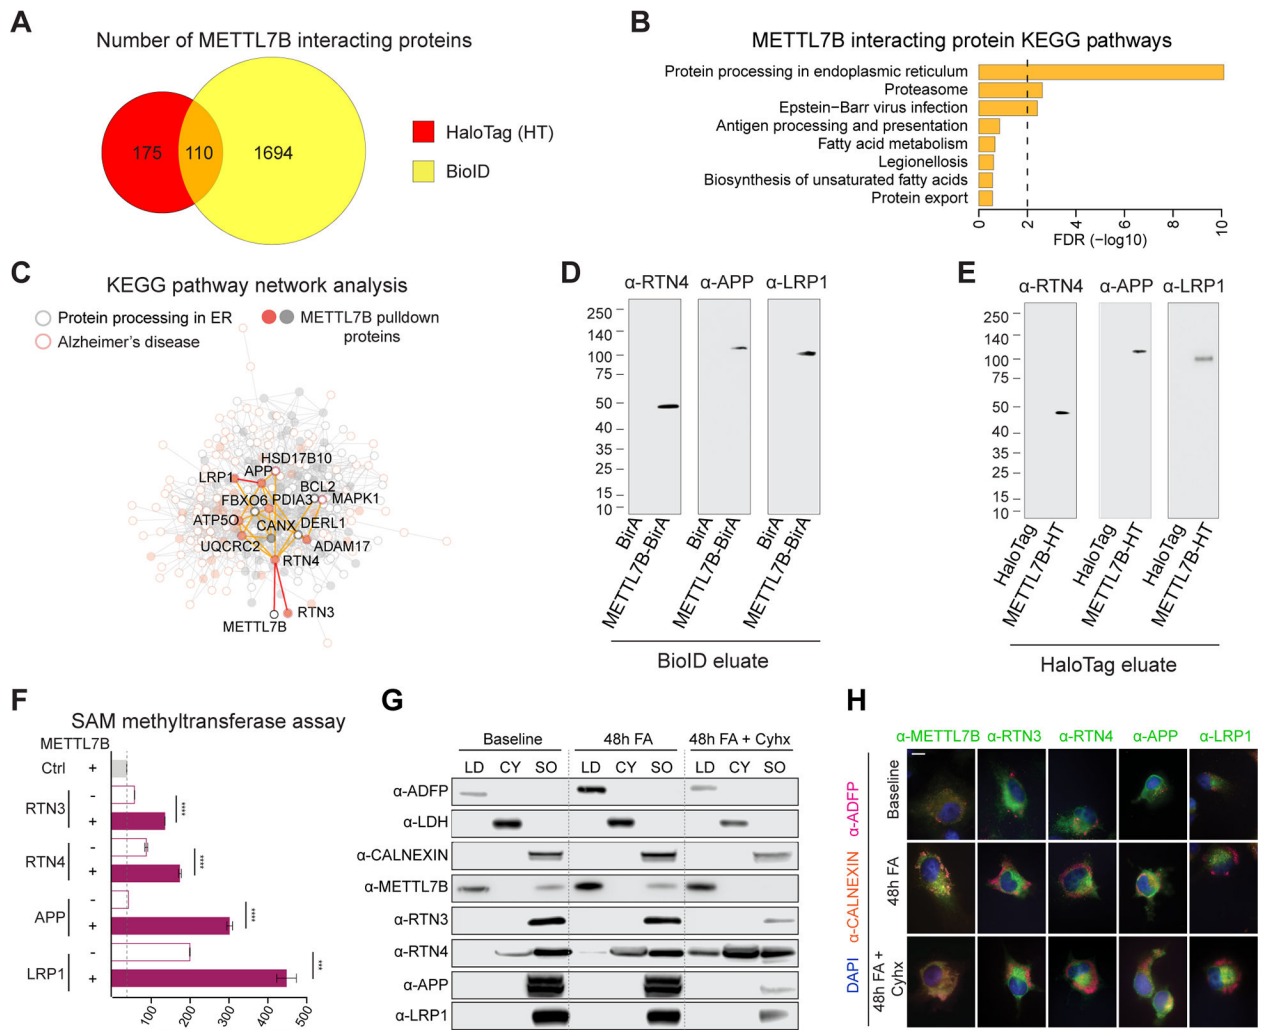 A
Number of METTL7B interacting proteins
175
110
1694
HaloTag (HT)
BioID
B
METTL7B interacting protein KEGG pathways
Protein processing in endoplasmic reticulum
Proteasome
Epstein−Barr virus infection
Antigen processing and presentation
Fatty acid metabolism
Legionellosis
Biosynthesis of unsaturated fatty acids
Protein export
0 2 4 6 8 10
FDR (−log10)
C
KEGG pathway network analysis
Protein processing in ER
Alzheimer's disease
METTL7B pulldown
proteins
HSD17B10
LRP1 APP
BCL2
FBXO6 PDIA3 MAPK1
ATP5O CANX DERL1
UQCRC2 ADAM17
RTN4
RTN3
METTL7B
D
α-RTN4 α-APP α-LRP1
250
140
100
75
50
40
35
25
15
10
BirA
METTL7B-BirA
BirA
METTL7B-BirA
BirA
METTL7B-BirA
BioID eluate
E
α-RTN4 α-APP α-LRP1
250
140
100
75
50
40
35
25
15
10
HaloTag
METTL7B-HT
HaloTag
METTL7B-HT
HaloTag
METTL7B-HT
HaloTag eluate
F
SAM methyltransferase assay
METTL7B
Ctrl +
RTN3 - +
****
RTN4 - +
****
APP - +
****
LRP1 - +
***
100 200 300 400 500
G
Baseline 48h FA 48h FA + Cyhx
LD CY SO LD CY SO LD CY SO
α-ADFP
α-LDH
α-CALNEXIN
α-METTL7B
α-RTN3
α-RTN4
α-APP
α-LRP1
H
α-METTL7B α-RTN3 α-RTN4 α-APP α-LRP1
DAPI α-CALNEXIN α-ADFP
Baseline
48h FA
48h FA +
Cyhx